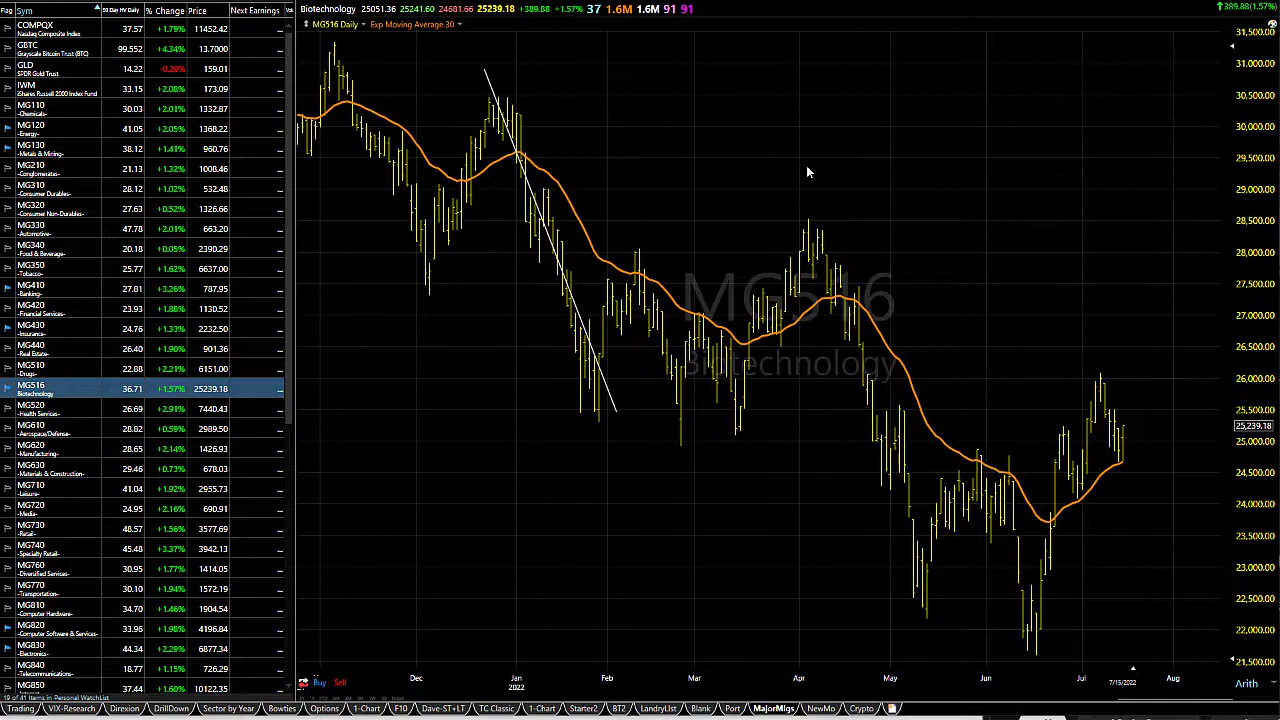 Flag Sym 50 Day HV Daily % Change Price Next Earnings Vol
COMPQX 37.57 +1.79% 11452.42
Nasdaq Composite Index
GBTC 99.552 +4.34% 13.7000
Grayscale Bitcoin Trust (BTC)
GLD 14.22 -0.20% 159.01
SPDR Gold Trust
IWM 33.15 +2.08% 173.09
iShares Russell 2000 Index Fund
MG110 30.03 +2.01% 1332.87
-Chemicals-
MG120 41.05 +2.05% 1368.22
-Energy-
MG130 38.12 +1.41% 960.76
-Metals & Mining-
MG210 21.13 +1.32% 1008.46
-Conglomerates-
MG310 28.12 +1.02% 532.48
-Consumer Durables-
MG320 27.63 +0.52% 1326.66
-Consumer Non-Durables-
MG330 47.78 +2.01% 663.20
-Automotive-
MG340 20.18 +0.05% 2390.29
-Food & Beverage-
MG350 25.77 +1.62% 6637.00
-Tobacco-
MG410 27.81 +3.26% 787.95
-Banking-
MG420 23.93 +1.88% 1130.52
-Financial Services-
MG430 24.76 +1.33% 2232.50
-Insurance-
MG440 26.40 +1.90% 901.36
-Real Estate-
MG510 22.88 +2.21% 6151.00
-Drugs-
MG516 36.71 +1.57% 25239.18
Biotechnology
MG520 26.69 +2.91% 7440.43
-Health Services-
MG610 28.82 +0.59% 2989.50
-Aerospace/Defense-
MG620 28.65 +2.14% 1426.93
-Manufacturing-
MG630 29.46 +0.73% 678.03
-Materials & Construction-
MG710 41.04 +1.92% 2955.73
-Leisure-
MG720 24.95 +2.16% 690.91
-Media-
MG730 48.57 +1.56% 3577.69
-Retail-
MG740 45.48 +3.37% 3942.13
-Specialty Retail-
MG760 30.95 +1.77% 1414.05
-Diversified Services-
MG770 30.10 +1.94% 1572.19
-Transportation-
MG810 34.70 +1.46% 1904.54
-Computer Hardware-
MG820 33.96 +1.98% 4196.84
-Computer Software & Services-
MG830 44.34 +2.29% 6877.34
-Electronics-
MG840 18.77 +1.15% 726.29
-Telecommunications-
MG850 37.44 +1.60% 10122.35
19 of 41 Items in Personal WatchList
Biotechnology 25051.36 25241.60 24681.66 25239.18 +389.88 +1.57% 37 1.6M 1.6M 91 91
389.88(1.57%)
MG516 Daily Exp Moving Average 30
MG516
Biotechnology
31,500.00
31,000.00
30,500.00
30,000.00
29,500.00
29,000.00
28,500.00
28,000.00
27,500.00
27,000.00
26,500.00
26,000.00
25,500.00
25,239.18
25,000.00
24,500.00
24,000.00
23,500.00
23,000.00
22,500.00
22,000.00
21,500.00
Buy Sell
Dec Jan Feb Mar Apr May Jun Jul Aug
2022 7/15/2022
Arith
Trading VIX-Research Direxion DrillDown Sector by Year Bowties Options 1-Chart F10 Dave-ST+LT TC Classic 1-Chart Starter2 BT2 LandryList Blank Port MajorMigs NewMo Crypto